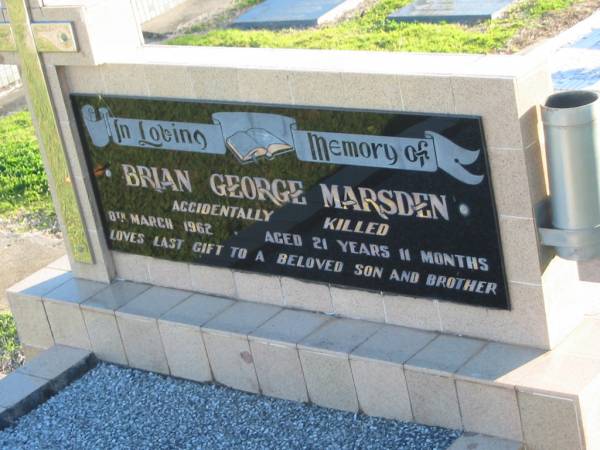 In Loving Memory of
BRIAN GEORGE MARSDEN
ACCIDENTALLY KILLED
8TH MARCH 1962 AGED 21 YEARS 11 MONTHS
LOVES LAST GIFT TO A BELOVED SON AND BROTHER